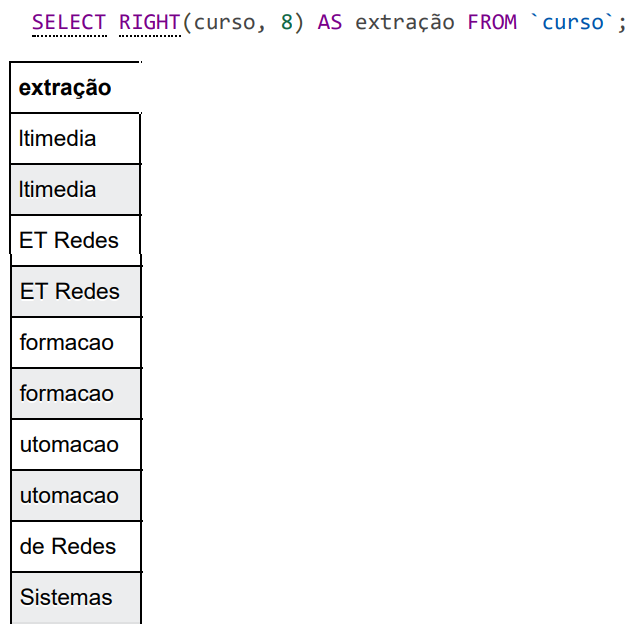 SELECT RIGHT(curso, 8) AS extração FROM `curso`;
extração
ltimedia
ltimedia
ET Redes
ET Redes
formacao
formacao
utomacao
utomacao
de Redes
Sistemas